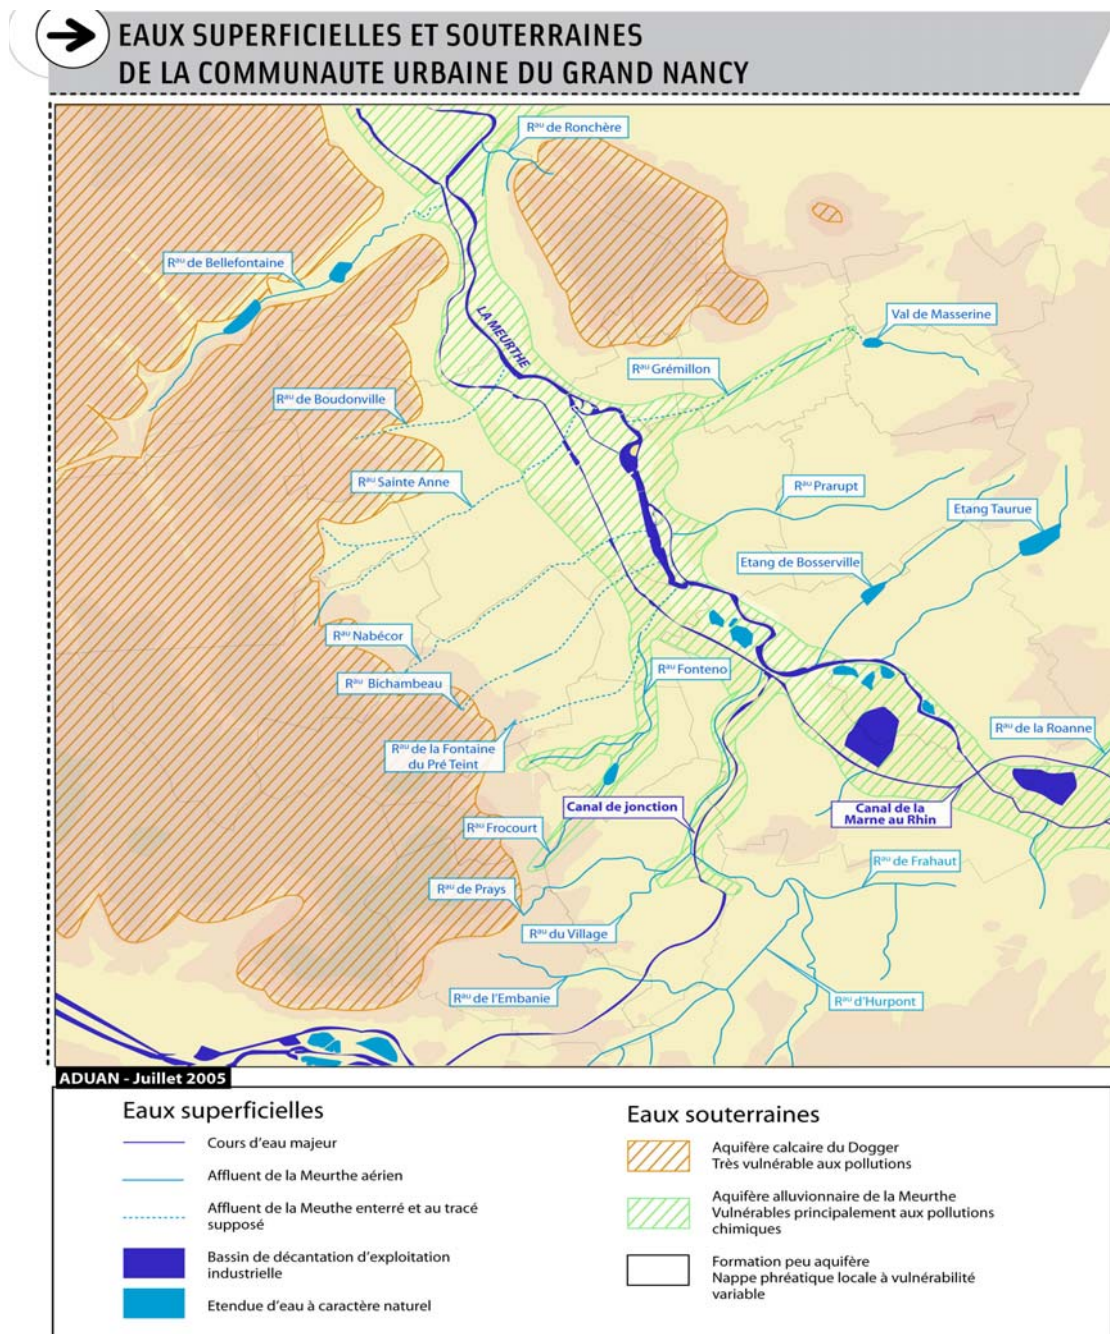 EAUX SUPERFICIELLES ET SOUTERRAINES
DE LA COMMUNAUTE URBAINE DU GRAND NANCY
Rau de Ronchère
Rau de Bellefontaine
Val de Masserine
LA MEURTHE
Rau Grémillon
Rau de Boudonville
Rau Sainte Anne
Rau Prarupt
Etang Taurue
Etang de Bosserville
Rau Nabécor
Rau Fonteno
Rau Bichambeau
Rau de la Roanne
Rau de la Fontaine
du Pré Teint
Canal de jonction
Canal de la
Marne au Rhin
Rau Frocourt
Rau de Frahaut
Rau de Prays
Rau du Village
Rau de l'Embanie
Rau d'Hurpont
ADUAN - Juillet 2005
Eaux superficielles
Cours d'eau majeur
Affluent de la Meurthe aérien
Affluent de la Meuthe enterré et au tracé
supposé
Bassin de décantation d'exploitation
industrielle
Etendue d'eau à caractère naturel
Eaux souterraines
Aquifère calcaire du Dogger
Très vulnérable aux pollutions
Aquifère alluvionnaire de la Meurthe
Vulnérables principalement aux pollutions
chimiques
Formation peu aquifère
Nappe phréatique locale à vulnérabilité
variable